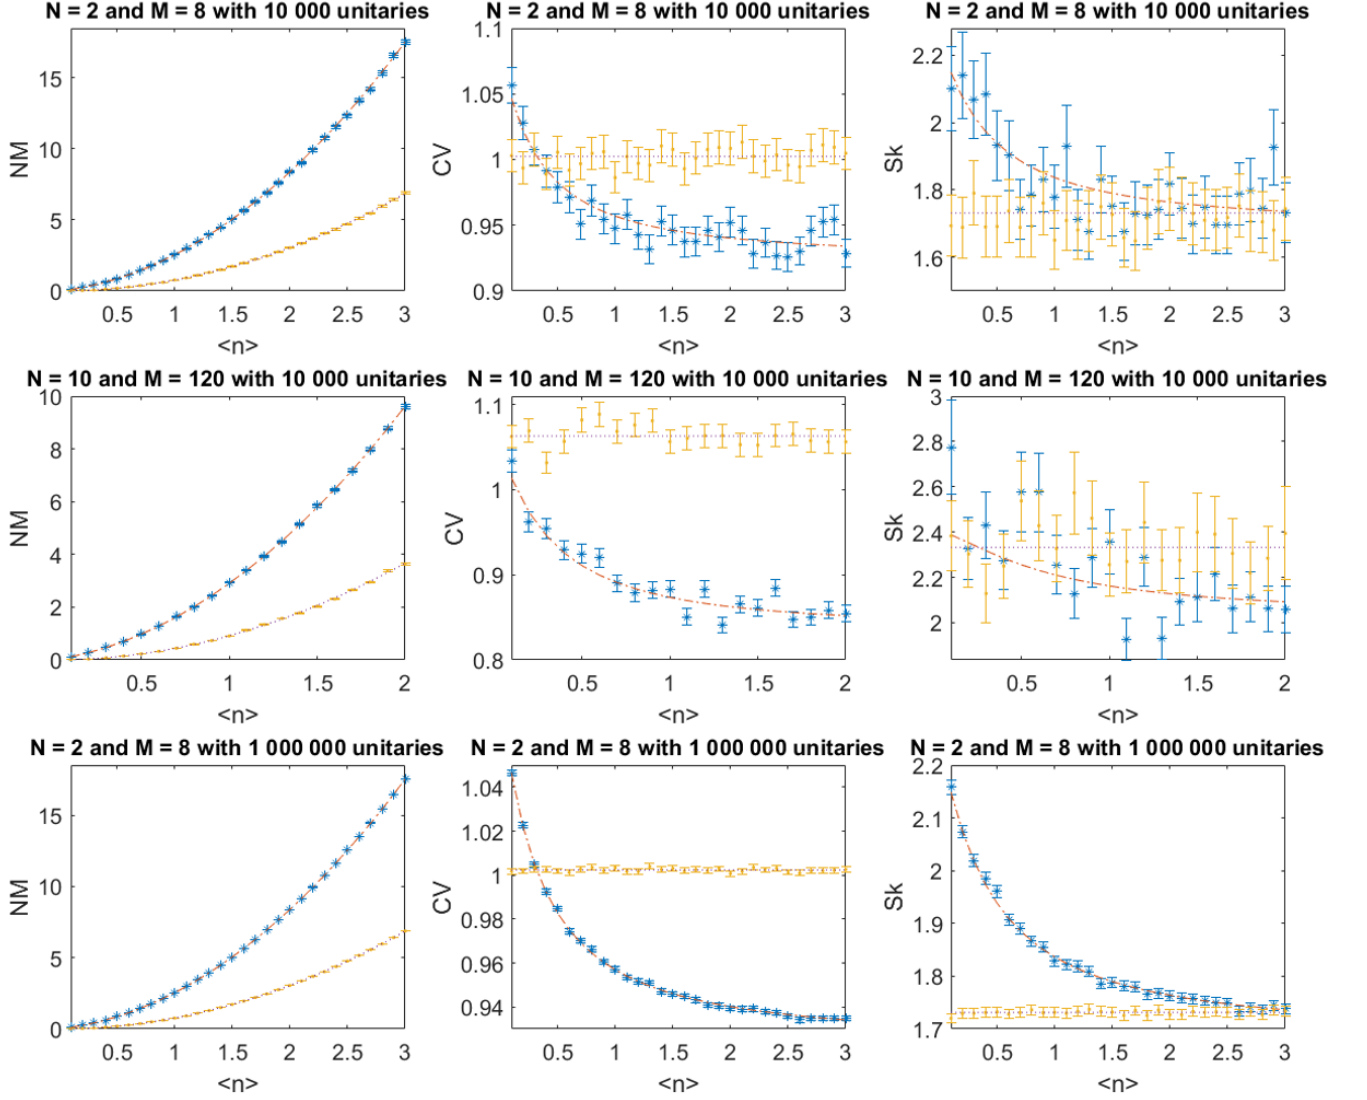 N = 2 and M = 8 with 10 000 unitaries
NM
15
10
5
0
0.5 1 1.5 2 2.5 3
<n>
N = 2 and M = 8 with 10 000 unitaries
CV
1.1
1.05
1
0.95
0.9
0.5 1 1.5 2 2.5 3
<n>
N = 2 and M = 8 with 10 000 unitaries
Sk
2.2
2
1.8
1.6
0.5 1 1.5 2 2.5 3
<n>
N = 10 and M = 120 with 10 000 unitaries
NM
10
8
6
4
2
0
0.5 1 1.5 2
<n>
N = 10 and M = 120 with 10 000 unitaries
CV
1.1
1
0.9
0.8
0.5 1 1.5 2
<n>
N = 10 and M = 120 with 10 000 unitaries
Sk
3
2.8
2.6
2.4
2.2
2
0.5 1 1.5 2
<n>
N = 2 and M = 8 with 1 000 000 unitaries
NM
15
10
5
0
0.5 1 1.5 2 2.5 3
<n>
N = 2 and M = 8 with 1 000 000 unitaries
CV
1.04
1.02
1
0.98
0.96
0.94
0.5 1 1.5 2 2.5 3
<n>
N = 2 and M = 8 with 1 000 000 unitaries
Sk
2.2
2.1
2
1.9
1.8
1.7
0.5 1 1.5 2 2.5 3
<n>